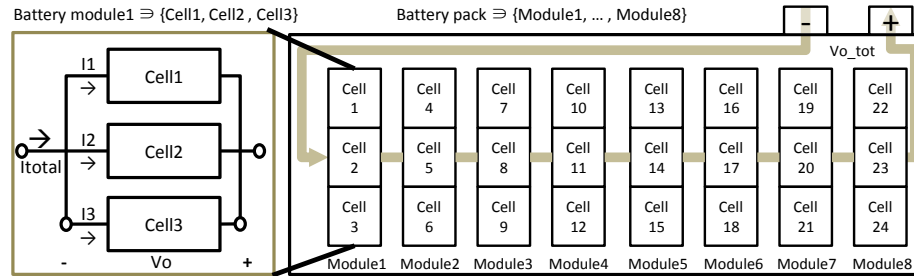 Battery module1 ∋ {Cell1, Cell2 , Cell3}
Battery pack ∋ {Module1, ... , Module8}
- +
Vo_tot
I1
→
Cell1
I2
→
Cell2
→
Itotal
I3
→
Cell3
- Vo +
Cell Cell Cell Cell Cell Cell Cell Cell
1 4 7 10 13 16 19 22
Cell Cell Cell Cell Cell Cell Cell Cell
2 5 8 11 14 17 20 23
Cell Cell Cell Cell Cell Cell Cell Cell
3 6 9 12 15 18 21 24
Module1 Module2 Module3 Module4 Module5 Module6 Module7 Module8